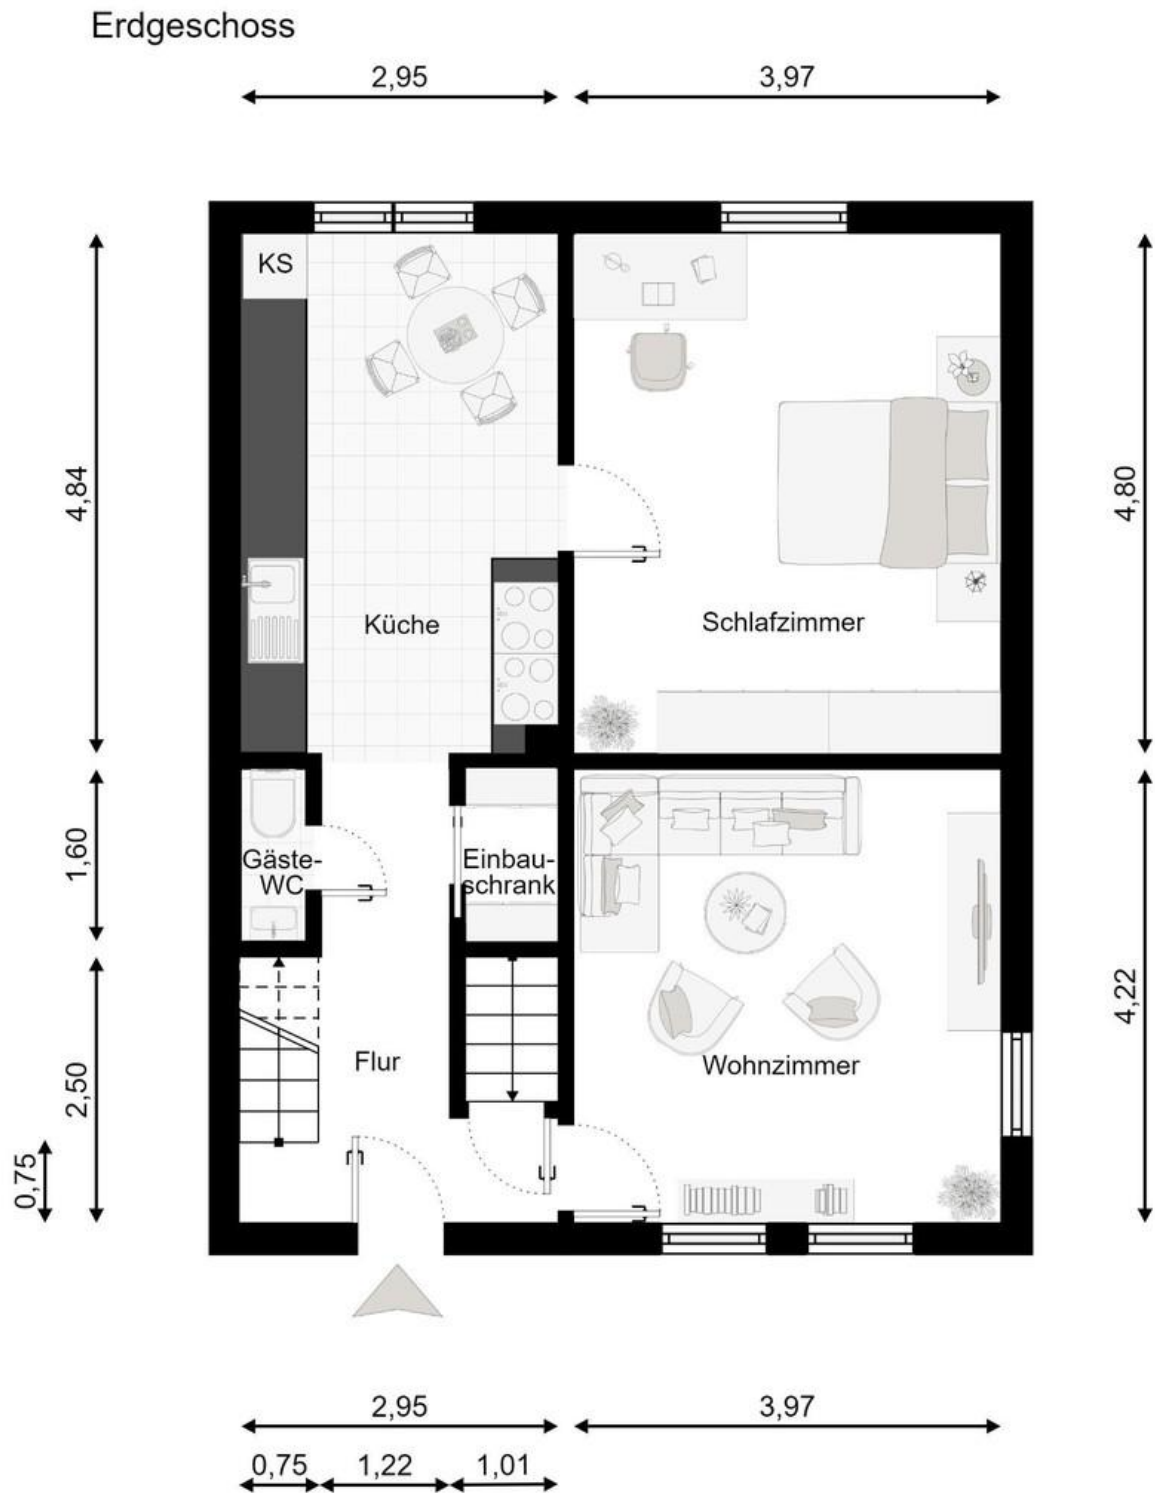 Erdgeschoss
2,95
3,97
KS
4,84
4,80
Küche
Schlafzimmer
1,60
Gäste-
WC
Einbau-
schrank
4,22
2,50
Flur
Wohnzimmer
0,75
2,95
3,97
0,75
1,22
1,01